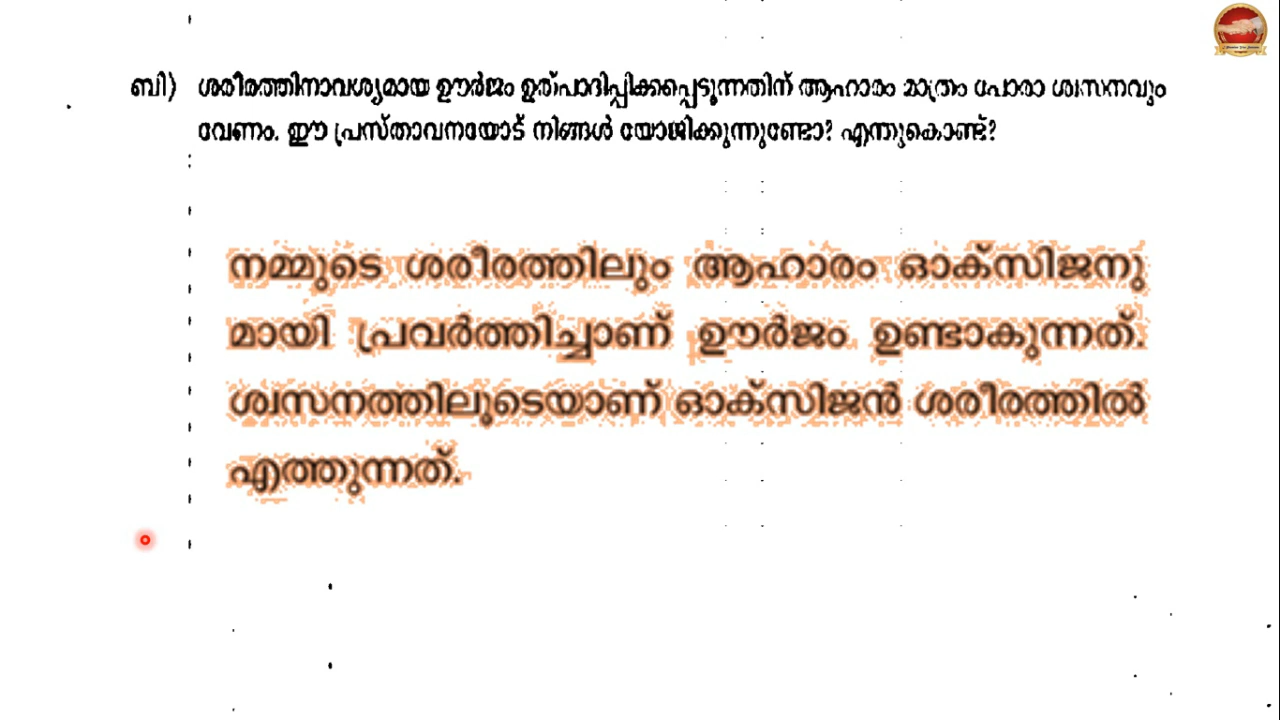 ബി) ശരീരത്തിനാവശ്യമായ ഊർജം ഉത്പാദിപ്പിക്കപ്പെടുന്നതിന് ആഹാരം മാത്രം പോരാ ശ്വസനവും
വേണം. ഈ പ്രസ്താവനയോട് നിങ്ങൾ യോജിക്കുന്നുണ്ടോ? എന്തുകൊണ്ട്?
നമ്മുടെ ശരീരത്തിലും ആഹാരം ഓക്സിജനു
മായി പ്രവർത്തിച്ചാണ് ഊർജം ഉണ്ടാകുന്നത്.
ശ്വസനത്തിലൂടെയാണ് ഓക്സിജൻ ശരീരത്തിൽ
എത്തുന്നത്.